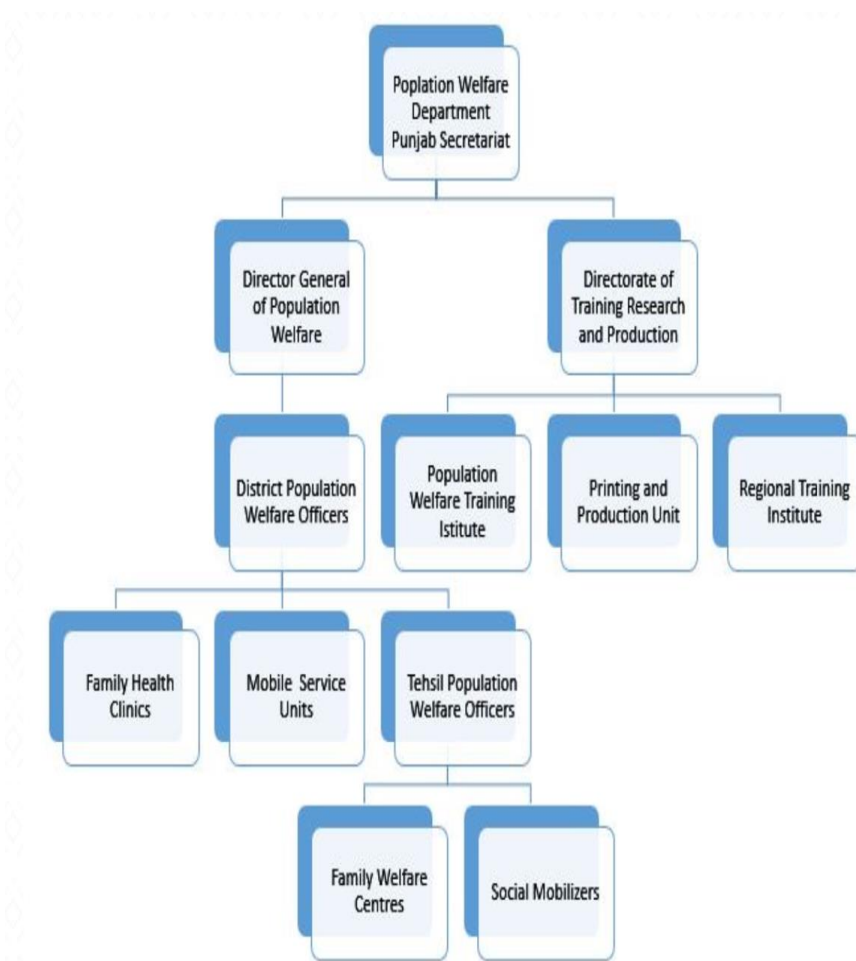 Poplation Welfare
Department
Punjab Secretariat
Director General
of Population
Welfare
Directorate of
Training Research
and Production
District Population
Welfare Officers
Population
Welfare Training
Istitute
Printing and
Production Unit
Regional Training
Institute
Family Health
Clinics
Mobile Service
Units
Tehsil Population
Welfare Officers
Family Welfare
Centres
Social Mobilizers